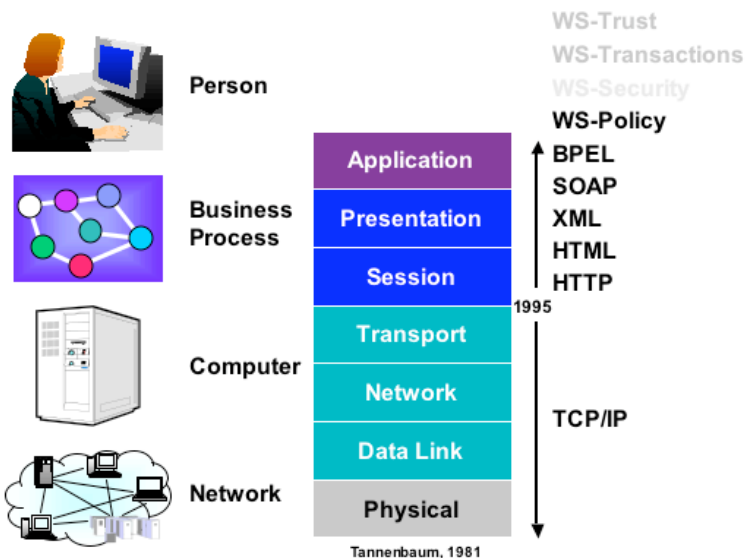 Person
Business
Process
Computer
Network
Application
Presentation
Session
Transport
Network
Data Link
Physical
Tannenbaum, 1981
1995
WS-Trust
WS-Transactions
WS-Security
WS-Policy
BPEL
SOAP
XML
HTML
HTTP
TCP/IP